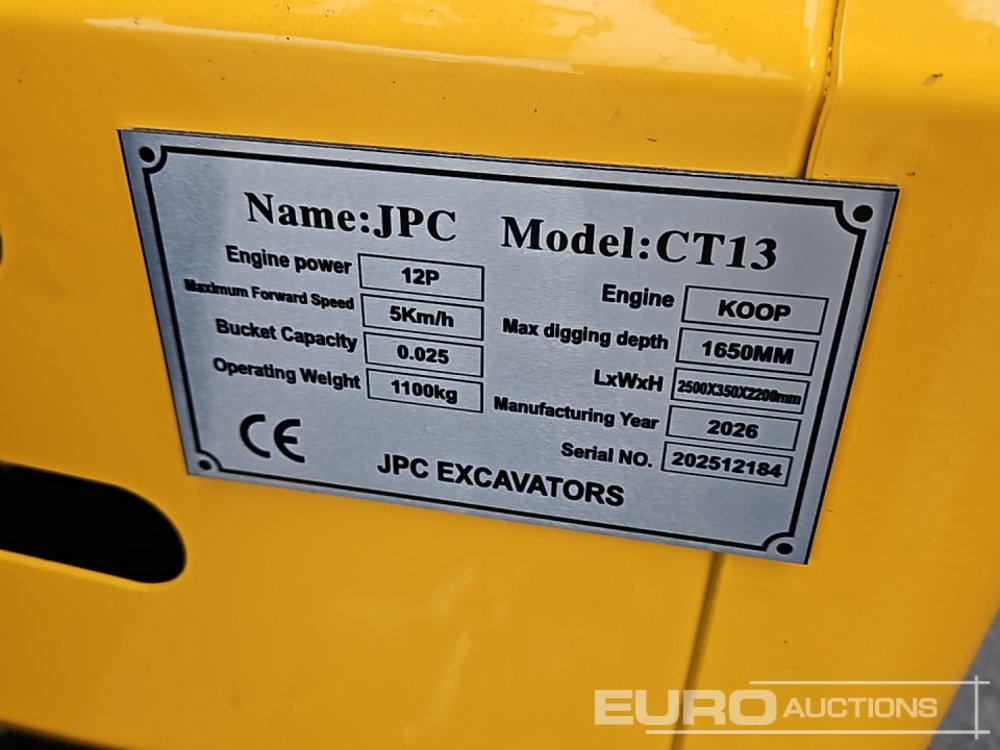 Name:JPC Model:CT13
Engine power 12P
Maximum Forward Speed 5Km/h
Bucket Capacity 0.025
Operating Weight 1100kg
Engine KOOP
Max digging depth 1650MM
LxWxH 2500X350X2200mm
Manufacturing Year 2026
Serial NO. 202512184
CE
JPC EXCAVATORS
EURO AUCTIONS